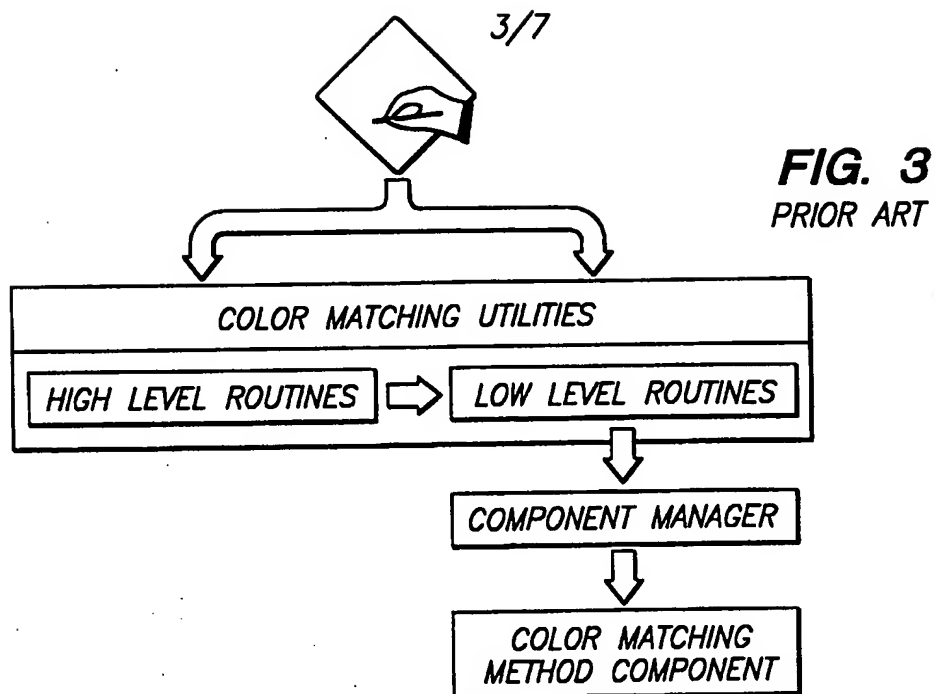 3/7
FIG. 3
PRIOR ART
COLOR MATCHING UTILITIES
HIGH LEVEL ROUTINES
LOW LEVEL ROUTINES
COMPONENT MANAGER
COLOR MATCHING
METHOD COMPONENT